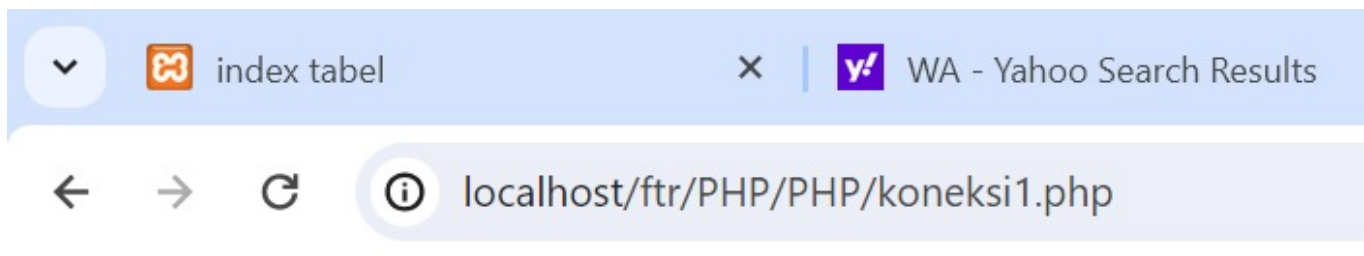 index tabel
WA - Yahoo Search Results
localhost/ftr/PHP/PHP/koneksi1.php